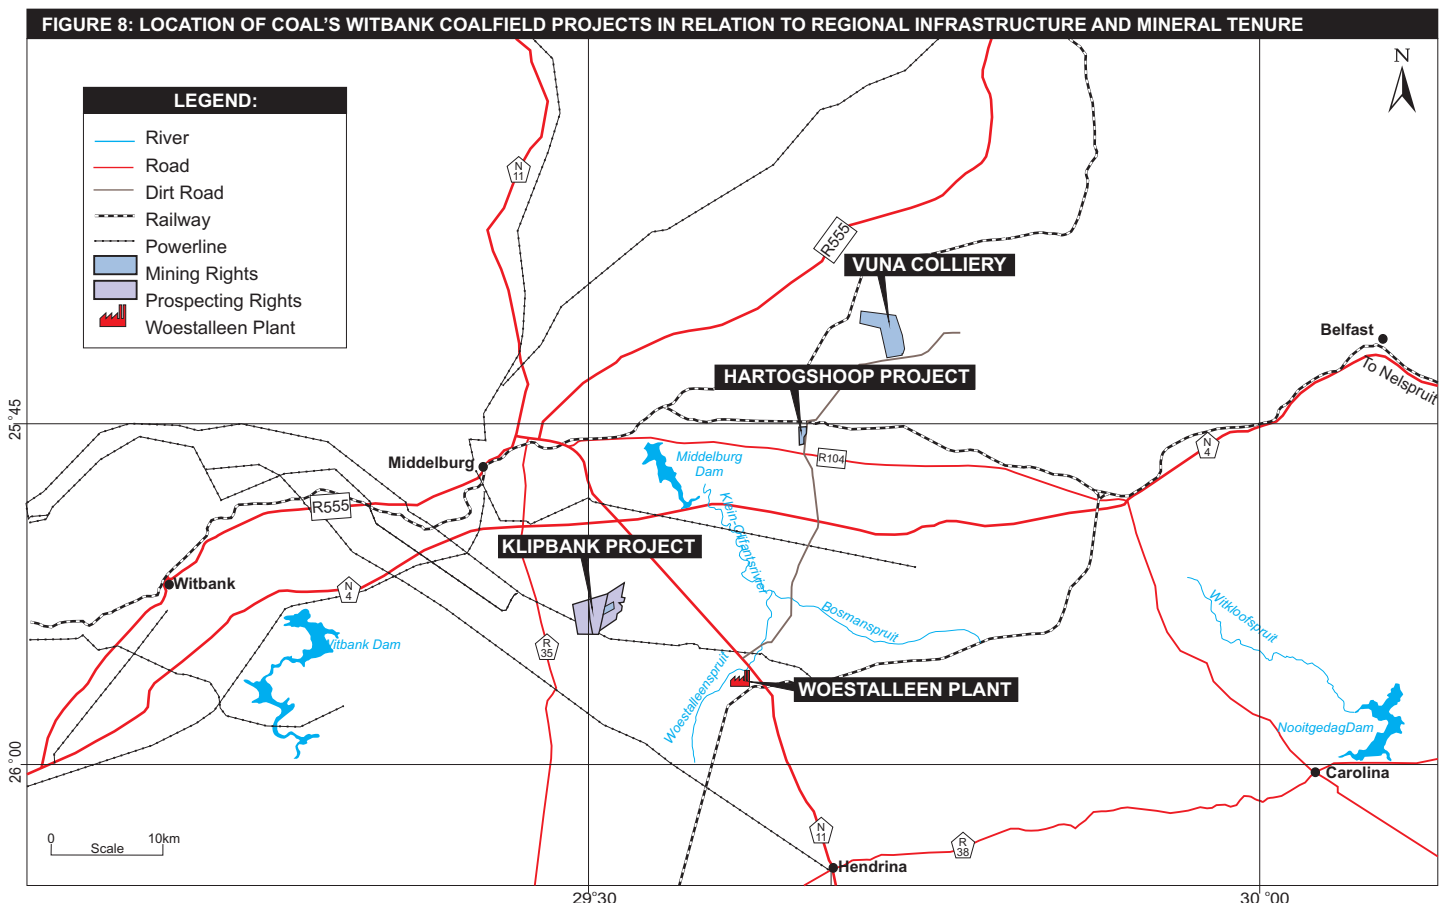 FIGURE 8: LOCATION OF COAL'S WITBANK COALFIELD PROJECTS IN RELATION TO REGIONAL INFRASTRUCTURE AND MINERAL TENURE
N
LEGEND:
River
Road
Dirt Road
Railway
Powerline
Mining Rights
Prospecting Rights
Woestalleen Plant
N
11
R555
VUNA COLLIERY
Belfast
To Nelspruit
HARTOGSHOOP PROJECT
25°45
N
4
Middelburg
Middelburg
Dam
R104
R555
Klein-Olifantsrivier
KLIPBANK PROJECT
Witbank
N
4
Bosmanspruit
Witkloofspruit
Witbank Dam
R
35
Woestalleenspruit
WOESTALLEEN PLANT
NooitgedagDam
26°00
Carolina
0
10km
Scale
N
11
R
38
Hendrina
29°30
30°00